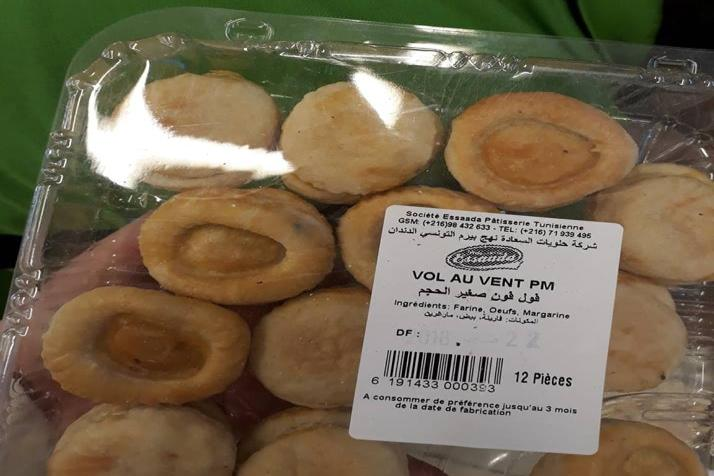 Société Essaada Pâtisserie Tunisienne
GSM: (+216)98 432 633 - TEL: (+216) 71 939 495
شركة حلويات السعادة نهج بيرم التونسي الدندان
Essaada
VOL AU VENT PM
فول فون صغير الحجم
Ingrédients: Farine, Oeufs, Margarine
المكونات: فارينة، بيض، مارغرين
DF :
22
6 191433 000393
12 Pièces
A consommer de préférence jusqu'au 3 mois
de la date de fabrication